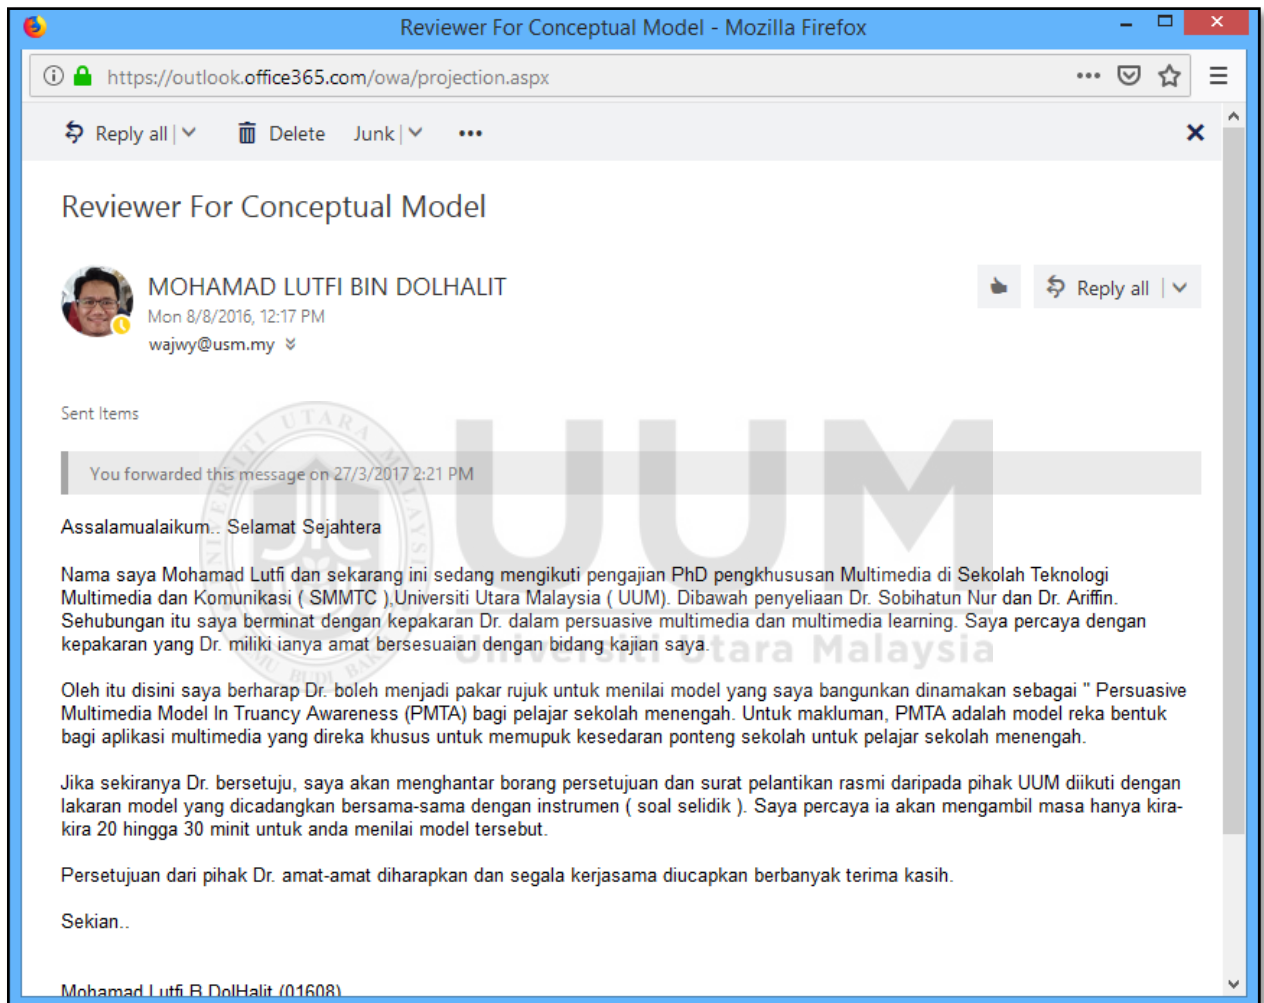 Reviewer For Conceptual Model - Mozilla Firefox
https://outlook.office365.com/owa/projection.aspx
Reply all
Delete
Junk
Reviewer For Conceptual Model
MOHAMAD LUTFI BIN DOLHALIT
Mon 8/8/2016, 12:17 PM
Reply all
wajwy@usm.my
Sent Items
You forwarded this message on 27/3/2017 2:21 PM
UNIVERSITI UTARA MALAYSIA
UUM
Universiti Utara Malaysia
Assalamualaikum.. Selamat Sejahtera
Nama saya Mohamad Lutfi dan sekarang ini sedang mengikuti pengajian PhD pengkhususan Multimedia di Sekolah Teknologi
Multimedia dan Komunikasi ( SMMTC ),Universiti Utara Malaysia ( UUM). Dibawah penyeliaan Dr. Sobihatun Nur dan Dr. Ariffin.
Sehubungan itu saya berminat dengan kepakaran Dr. dalam persuasive multimedia dan multimedia learning. Saya percaya dengan
kepakaran yang Dr. miliki ianya amat bersesuaian dengan bidang kajian saya.
Oleh itu disini saya berharap Dr. boleh menjadi pakar rujuk untuk menilai model yang saya bangunkan dinamakan sebagai " Persuasive
Multimedia Model In Truancy Awareness (PMTA) bagi pelajar sekolah menengah. Untuk makluman, PMTA adalah model reka bentuk
bagi aplikasi multimedia yang direka khusus untuk memupuk kesedaran ponteng sekolah untuk pelajar sekolah menengah.
Jika sekiranya Dr. bersetuju, saya akan menghantar borang persetujuan dan surat pelantikan rasmi daripada pihak UUM diikuti dengan
lakaran model yang dicadangkan bersama-sama dengan instrumen ( soal selidik ). Saya percaya ia akan mengambil masa hanya kira-
kira 20 hingga 30 minit untuk anda menilai model tersebut.
Persetujuan dari pihak Dr. amat-amat diharapkan dan segala kerjasama diucapkan berbanyak terima kasih.
Sekian..
Mohamad Lutfi B DolHalit (01608)